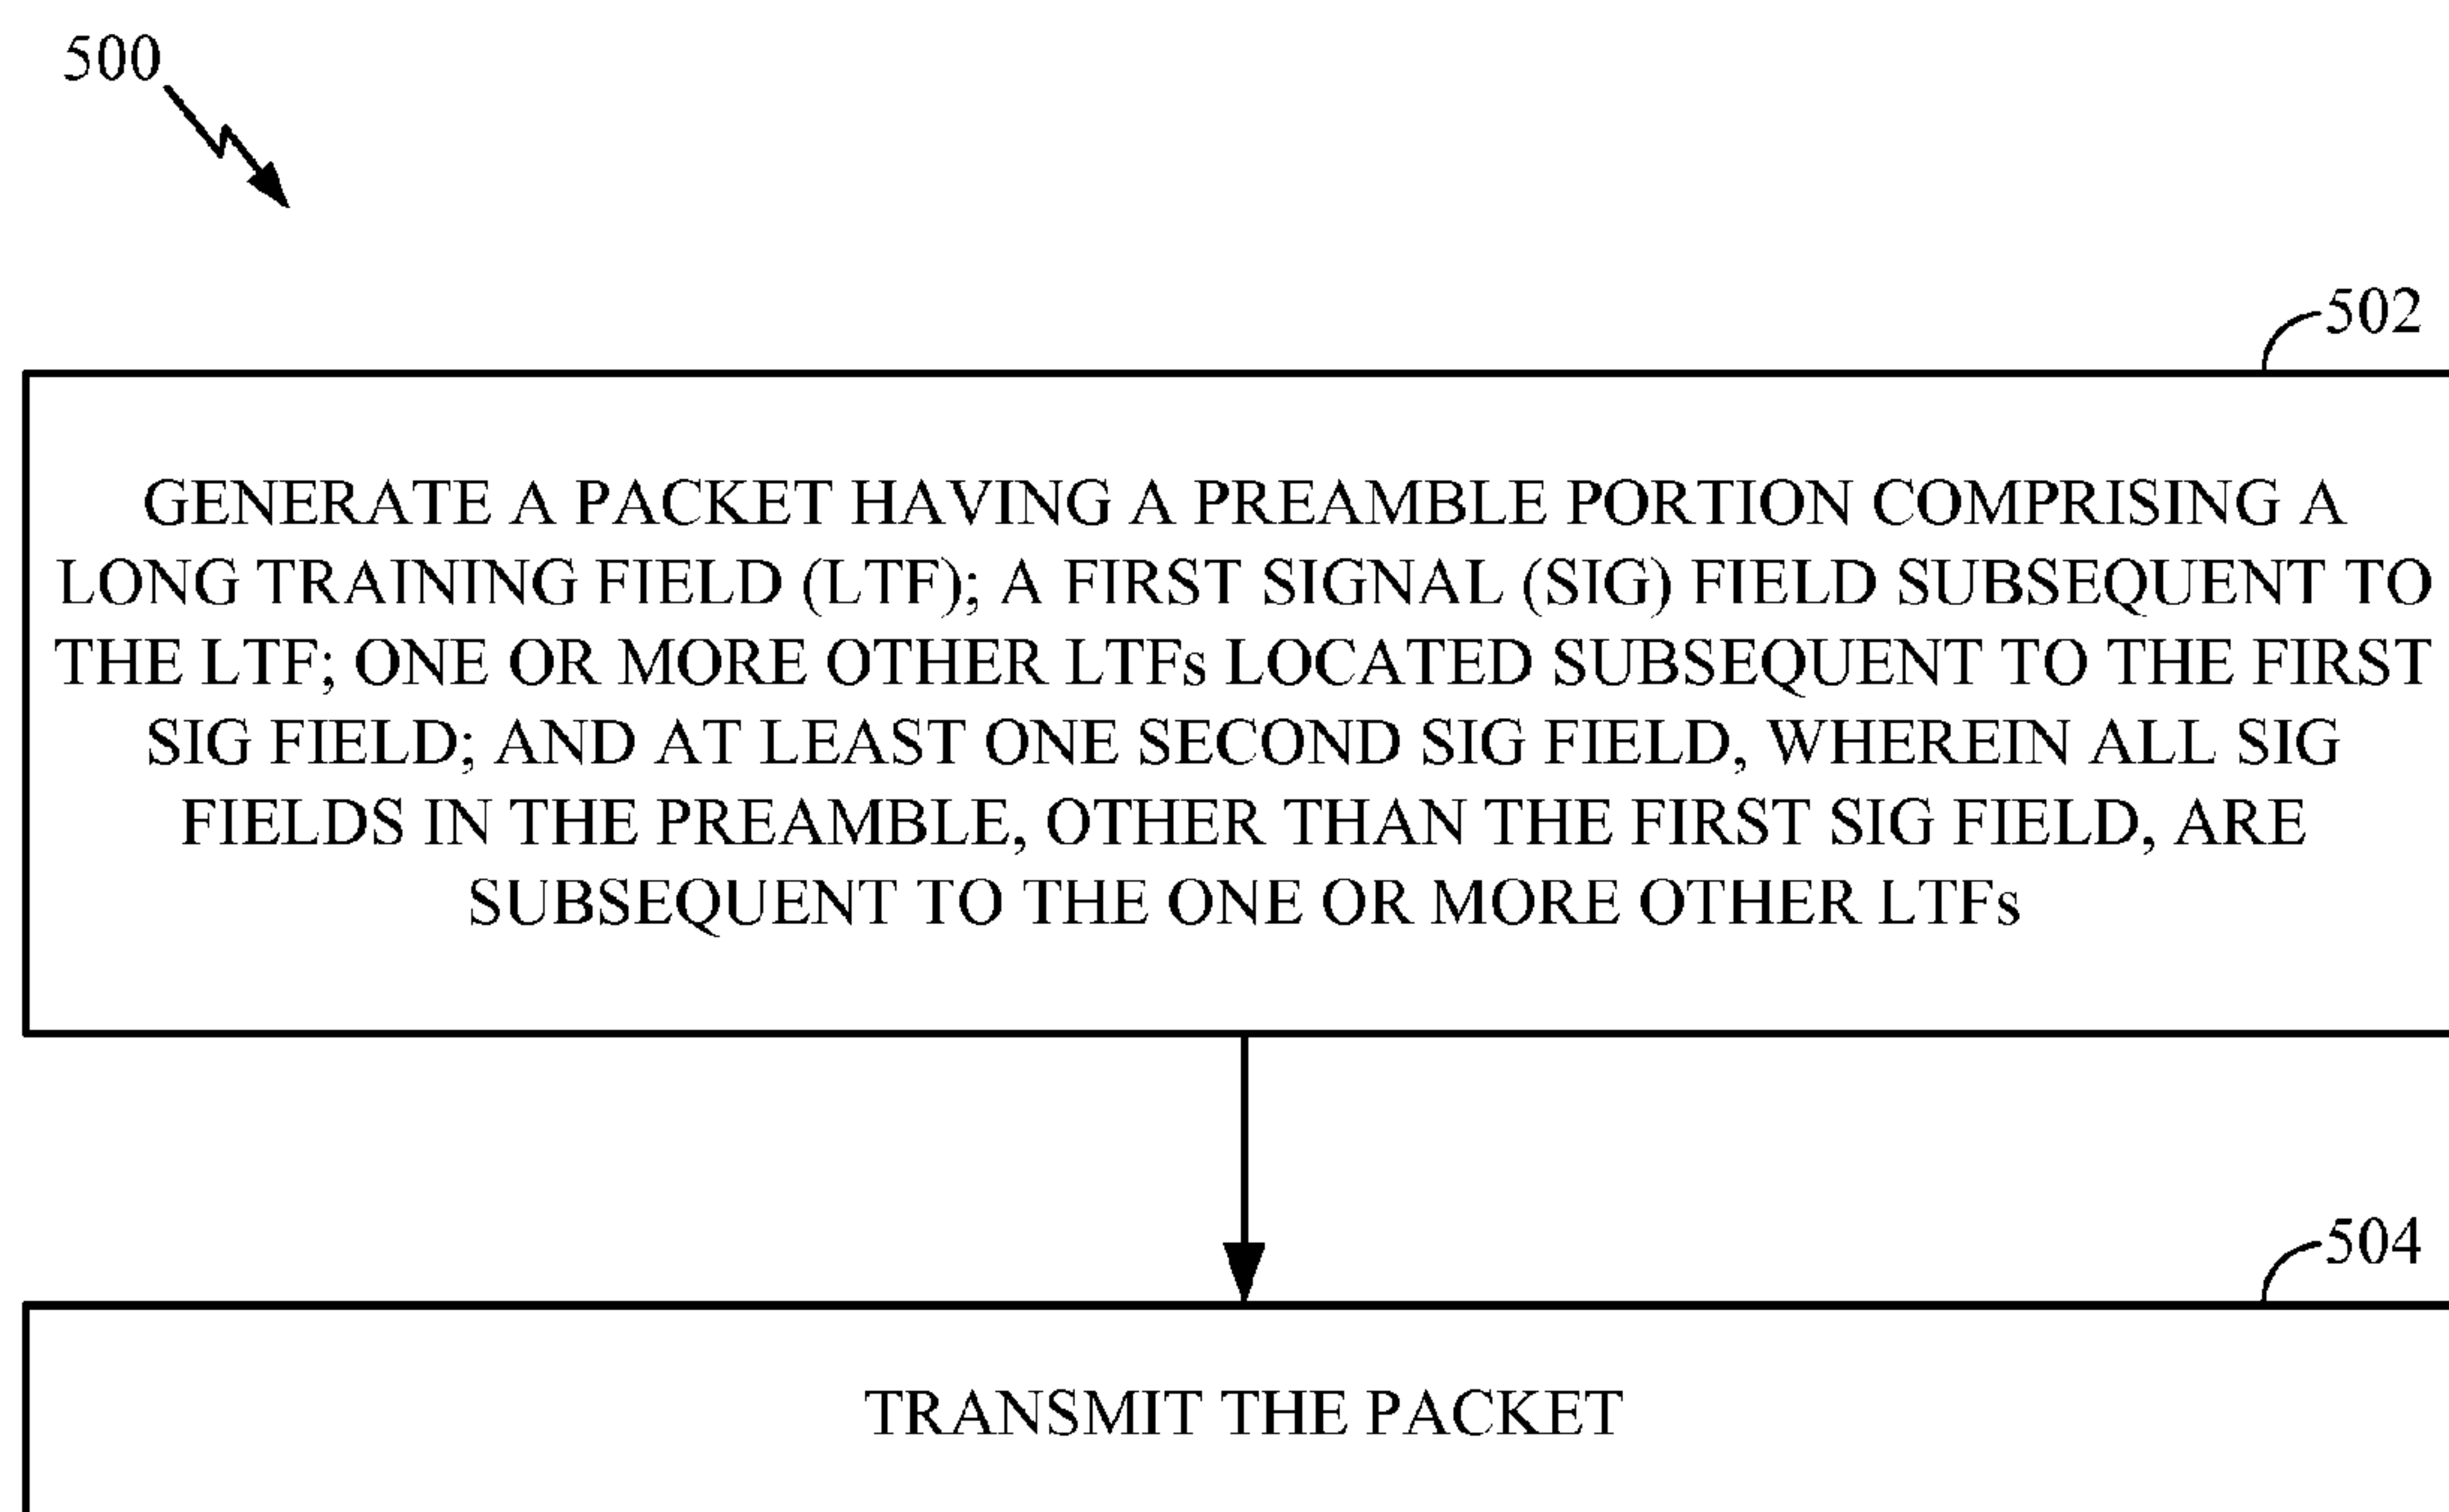 500
502
GENERATE A PACKET HAVING A PREAMBLE PORTION COMPRISING A
LONG TRAINING FIELD (LTF); A FIRST SIGNAL (SIG) FIELD SUBSEQUENT TO
THE LTF; ONE OR MORE OTHER LTFs LOCATED SUBSEQUENT TO THE FIRST
SIG FIELD; AND AT LEAST ONE SECOND SIG FIELD, WHEREIN ALL SIG
FIELDS IN THE PREAMBLE, OTHER THAN THE FIRST SIG FIELD, ARE
SUBSEQUENT TO THE ONE OR MORE OTHER LTFs
504
TRANSMIT THE PACKET